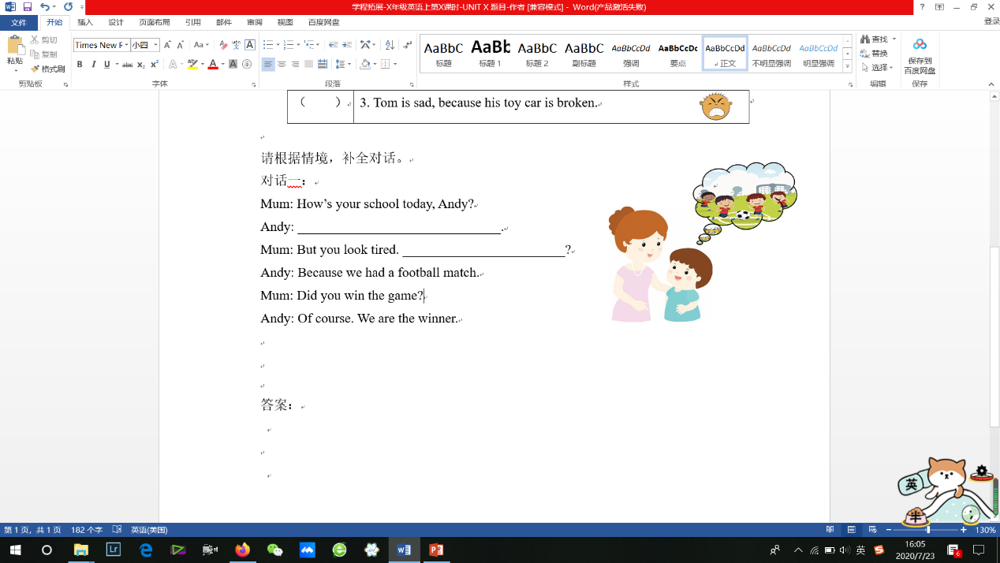 学程拓展-X年级英语上第X课时-UNIT X 题目-作者 [兼容模式] - Word(产品激活失败)
文件 开始 插入 设计 页面布局 引用 邮件 审阅 视图 百度网盘 登录
粘贴 剪切 复制 格式刷 剪贴板
Times New R 小四 字体
段落
AaBbC 标题
AaBb 标题 1
AaBbC 标题 2
AaBbC 副标题
AaBbCcDd 强调
AaBbCcDc 要点
AaBbCcDd 正文
AaBbCcDd 不明显强调
AaBbCcDd 明显强调
样式
查找 替换 选择 编辑
保存到 百度网盘 保存
（ ） 3. Tom is sad, because his toy car is broken.
请根据情境，补全对话。
对话一：
Mum: How’s your school today, Andy?
Andy: ______________________________.
Mum: But you look tired. ________________________?
Andy: Because we had a football match.
Mum: Did you win the game?
Andy: Of course. We are the winner.
答案：
英
半
第 1 页，共 1 页 182 个字 英语(美国) 130%
Lr
英 16:05
2020/7/23
6